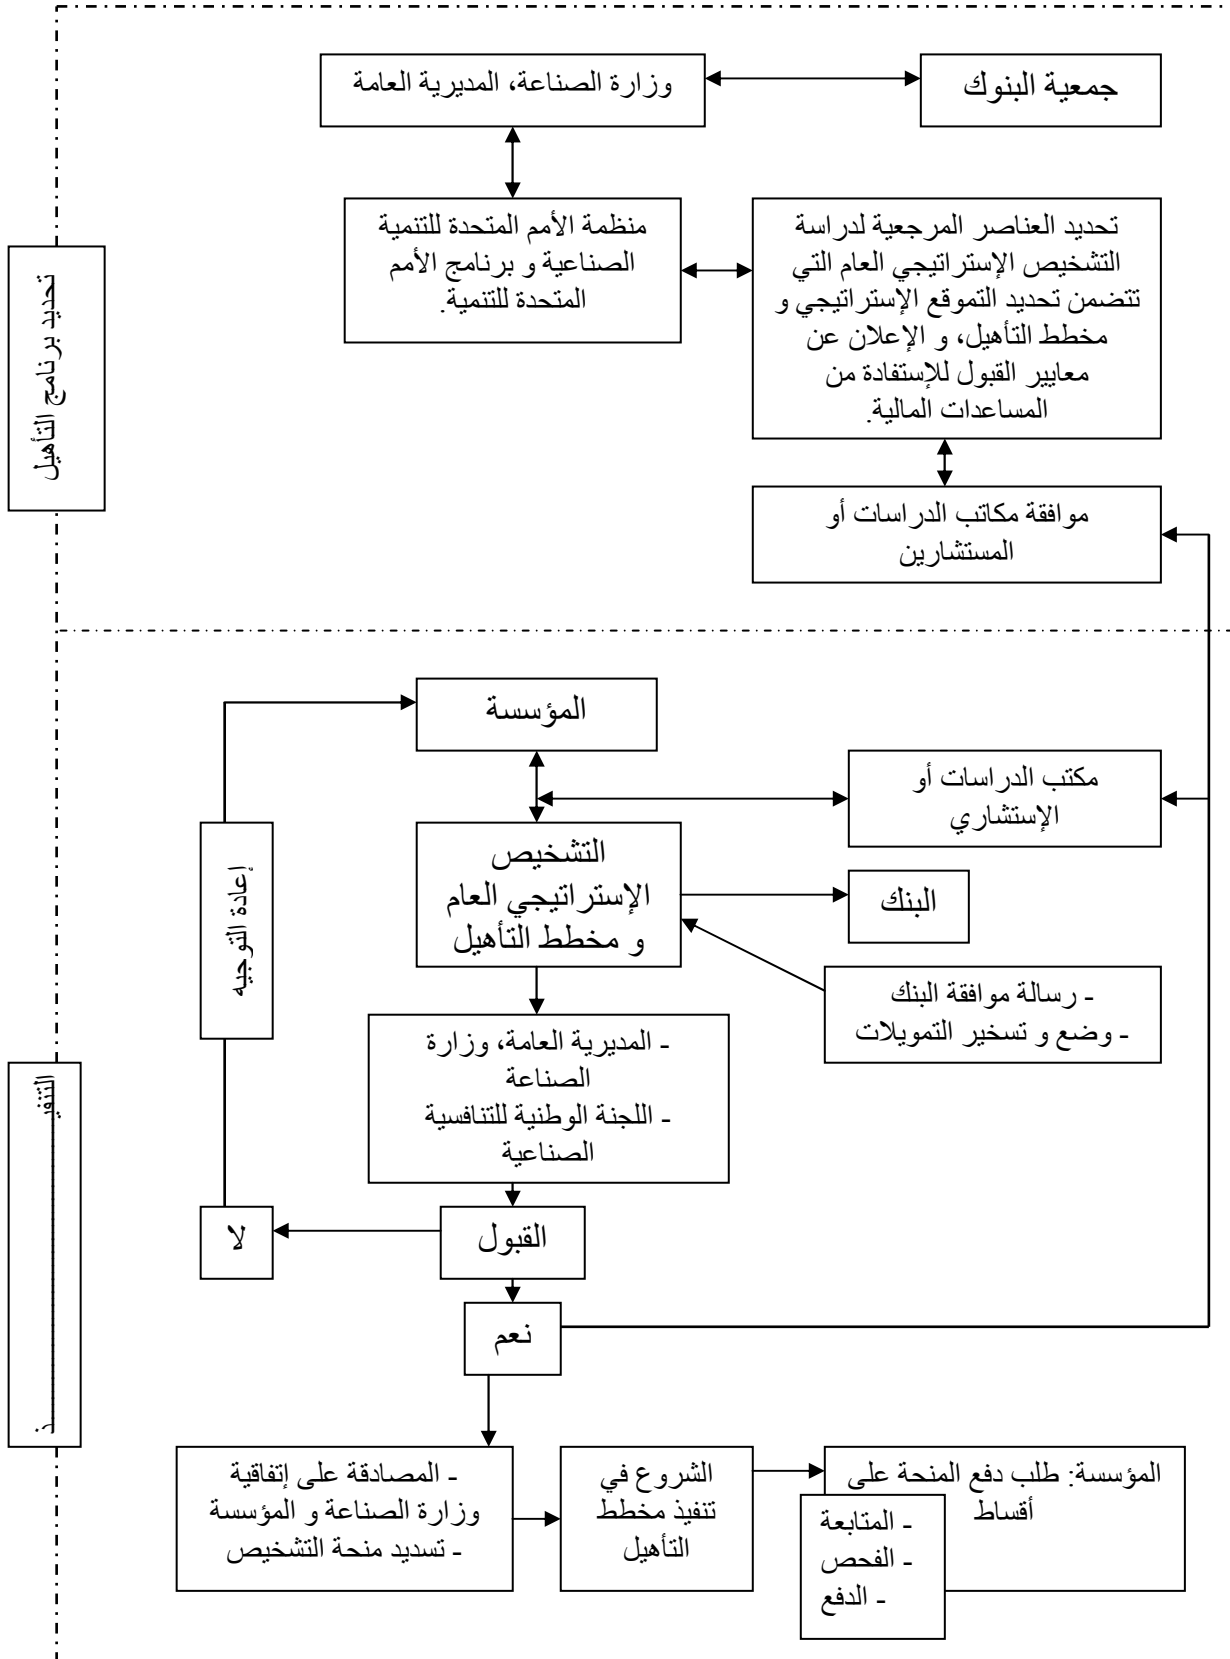 جمعية البنوك
وزارة الصناعة، المديرية العامة
تحديد العناصر المرجعية لدراسة
التشخيص الإستراتيجي العام التي
تتضمن تحديد التموقع الإستراتيجي و
مخطط التأهيل، و الإعلان عن
معايير القبول للإستفادة من
المساعدات المالية.
منظمة الأمم المتحدة للتنمية
الصناعية و برنامج الأمم
المتحدة للتنمية.
تحديد برنامج التأهيل
موافقة مكاتب الدراسات أو
المستشارين
المؤسسة
مكتب الدراسات أو
الإستشاري
التشخيص
الإستراتيجي العام
و مخطط التأهيل
البنك
إعادة التوجيه
- رسالة موافقة البنك
- وضع و تسخير التمويلات
- المديرية العامة، وزارة
الصناعة
- اللجنة الوطنية للتنافسية
الصناعية
التنفيـــــــــــــــــــــــــــــــذ
القبول
لا
نعم
المؤسسة: طلب دفع المنحة على
أقساط
- المتابعة
- الفحص
- الدفع
الشروع في
تنفيذ مخطط
التأهيل
- المصادقة على إتفاقية
وزارة الصناعة و المؤسسة
- تسديد منحة التشخيص